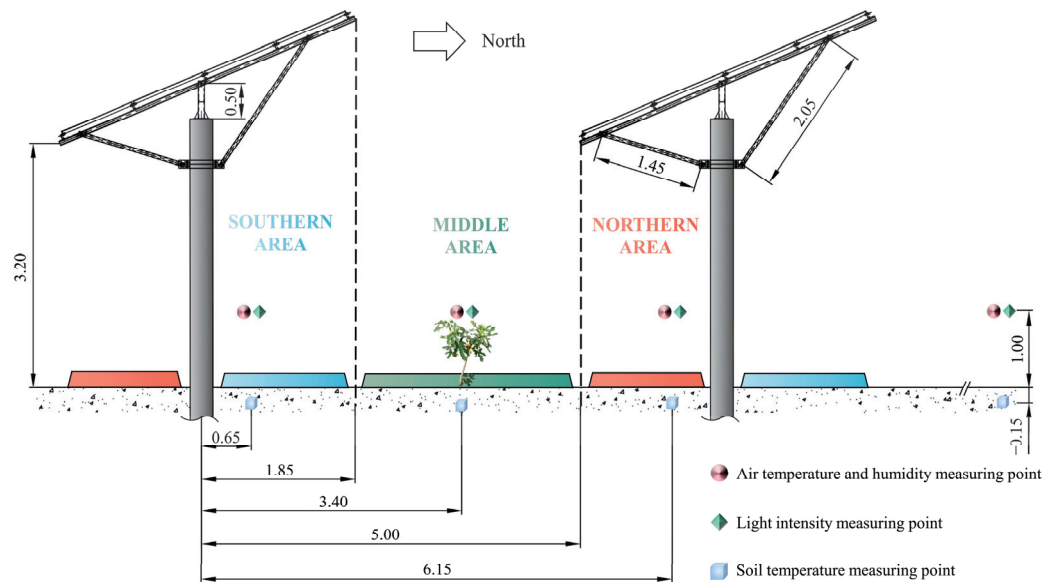 North
0.50
2.05
1.45
SOUTHERN
AREA
MIDDLE
AREA
NORTHERN
AREA
3.20
1.00
−0.15
0.65
1.85
3.40
5.00
6.15
Air temperature and humidity measuring point
Light intensity measuring point
Soil temperature measuring point